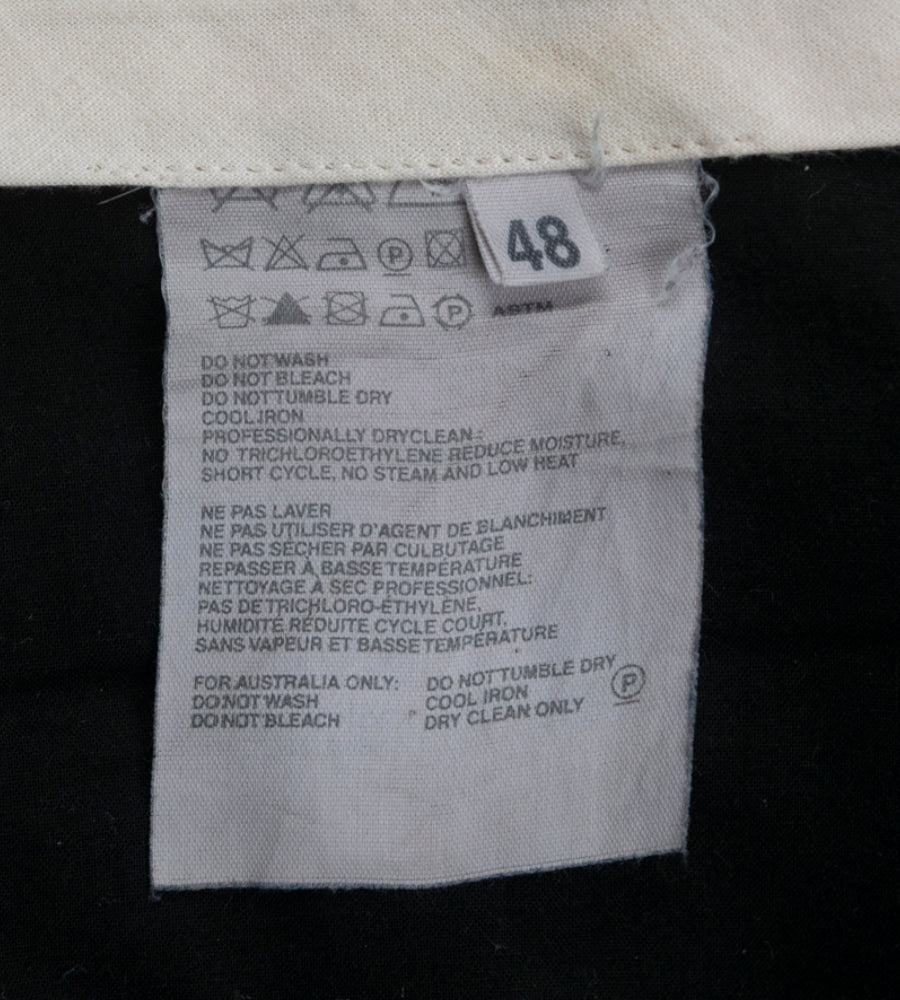 48
P
P
ASTM
DO NOT WASH
DO NOT BLEACH
DO NOT TUMBLE DRY
COOL IRON
PROFESSIONALLY DRYCLEAN:
NO TRICHLOROETHYLENE REDUCE MOISTURE,
SHORT CYCLE, NO STEAM AND LOW HEAT
NE PAS LAVER
NE PAS UTILISER D'AGENT DE BLANCHIMENT
NE PAS SÉCHER PAR CULBUTAGE
REPASSER À BASSE TEMPÉRATURE
NETTOYAGE À SEC PROFESSIONNEL:
PAS DE TRICHLORO-ÉTHYLÈNE,
HUMIDITÉ RÉDUITE CYCLE COURT,
SANS VAPEUR ET BASSE TEMPÉRATURE
FOR AUSTRALIA ONLY:
DO NOT WASH
DO NOT BLEACH
DO NOT TUMBLE DRY
COOL IRON
DRY CLEAN ONLY
P